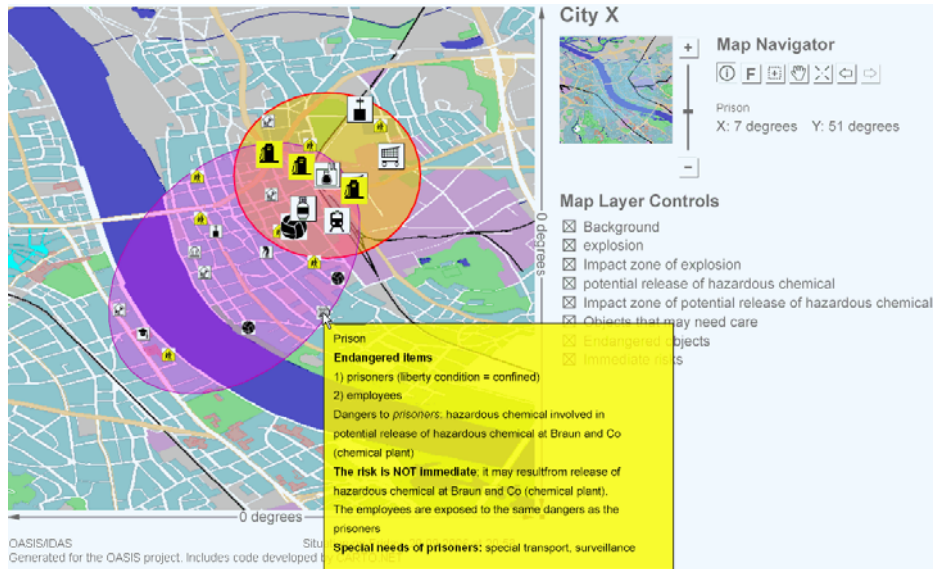 City X
+
Map Navigator
F
Prison
X: 7 degrees Y: 51 degrees
−
Map Layer Controls
Background
explosion
Impact zone of explosion
potential release of hazardous chemical
Impact zone of potential release of hazardous chemical
Objects that may need care
Endangered objects
Immediate risks
0 degrees
Prison
Endangered items
1) prisoners (liberty condition = confined)
2) employees
Dangers to prisoners: hazardous chemical involved in
potential release of hazardous chemical at Braun and Co
(chemical plant)
The risk is NOT immediate; it may resultfrom release of
hazardous chemical at Braun and Co (chemical plant).
The employees are exposed to the same dangers as the
prisoners
Special needs of prisoners: special transport, surveillance
0 degrees
OASIS/IDAS
Generated for the OASIS project. Includes code developed by CARTO.NET